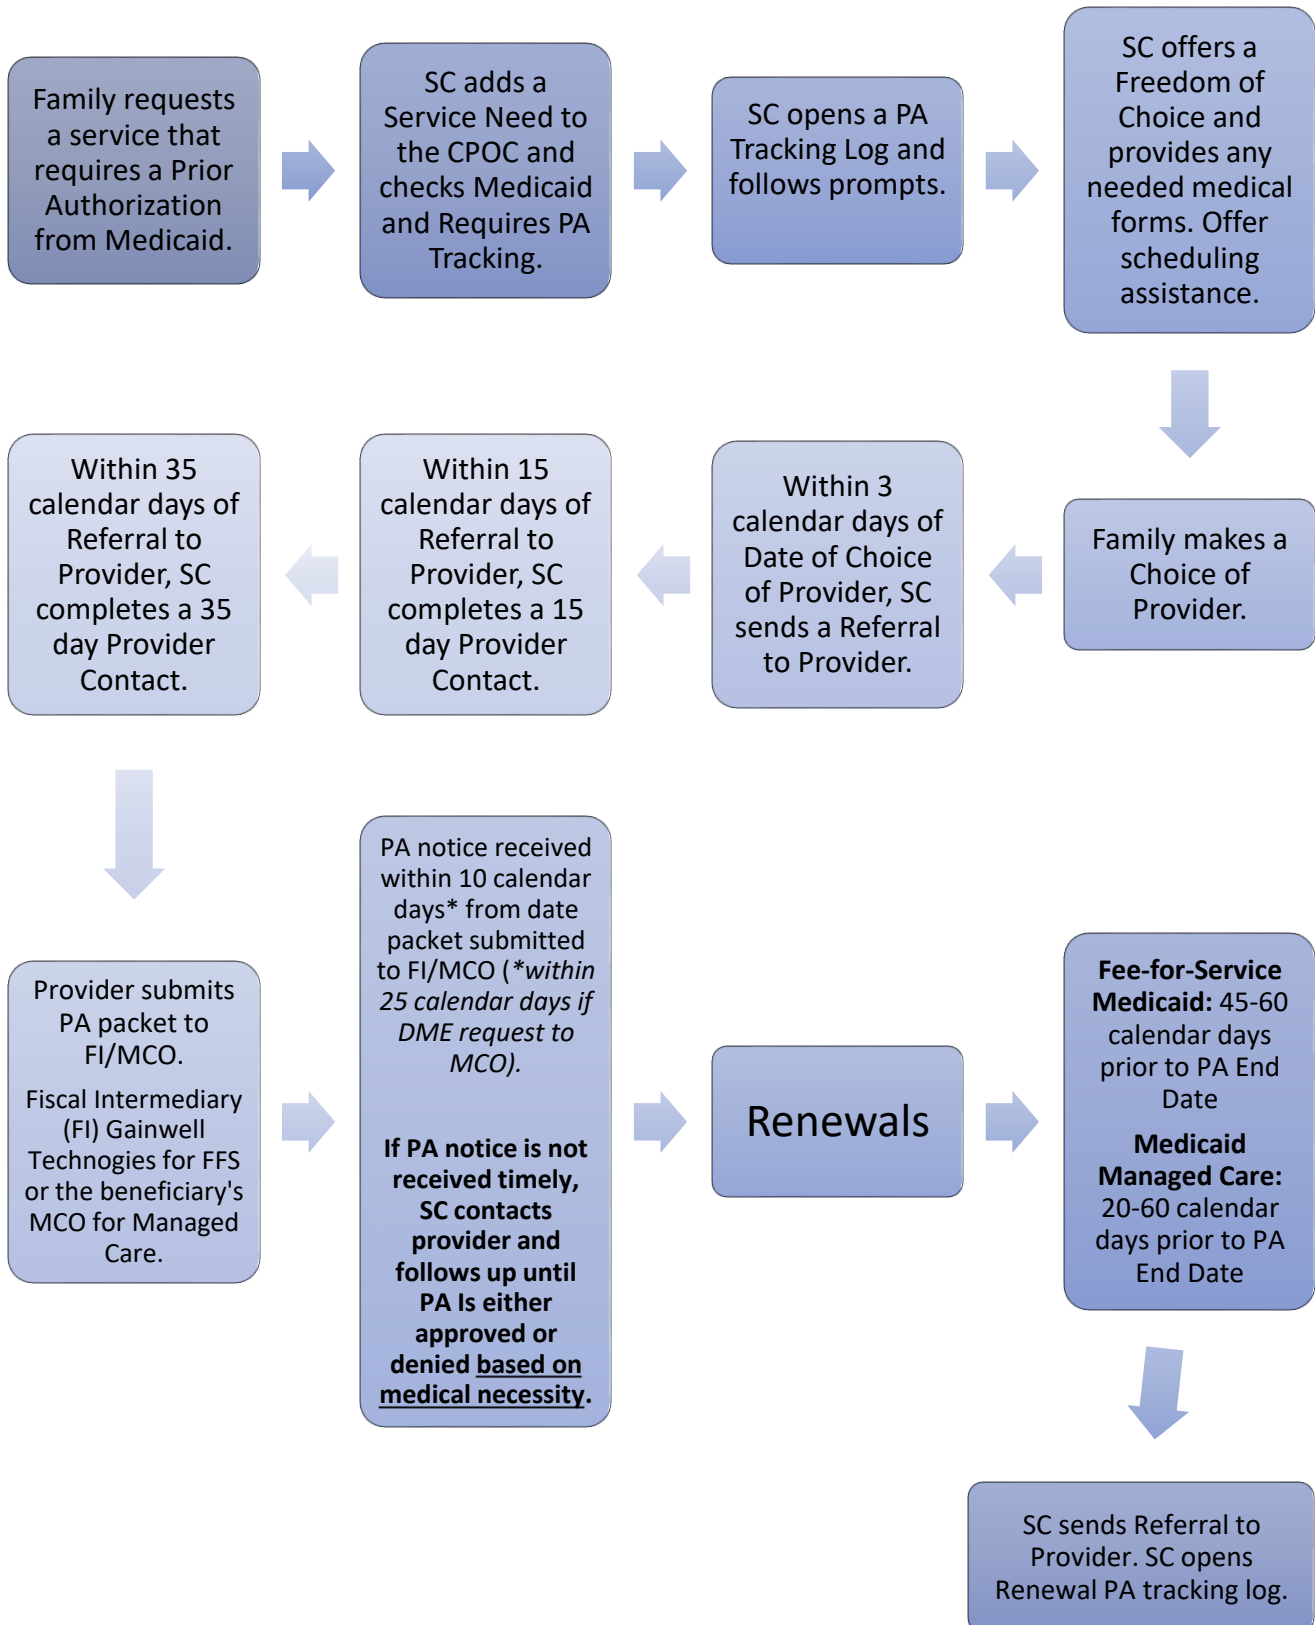 Family requests
a service that
requires a Prior
Authorization
from Medicaid.
SC adds a
Service Need to
the CPOC and
checks Medicaid
and Requires PA
Tracking.
SC opens a PA
Tracking Log and
follows prompts.
SC offers a
Freedom of
Choice and
provides any
needed medical
forms. Offer
scheduling
assistance.
Family makes a
Choice of
Provider.
Within 3
calendar days of
Date of Choice
of Provider, SC
sends a Referral
to Provider.
Within 15
calendar days of
Referral to
Provider, SC
completes a 15
day Provider
Contact.
Within 35
calendar days of
Referral to
Provider, SC
completes a 35
day Provider
Contact.
Provider submits
PA packet to
FI/MCO.
Fiscal Intermediary
(FI) Gainwell
Technogies for FFS
or the beneficiary's
MCO for Managed
Care.
PA notice received
within 10 calendar
days* from date
packet submitted
to FI/MCO (*within
25 calendar days if
DME request to
MCO).
If PA notice is not
received timely,
SC contacts
provider and
follows up until
PA Is either
approved or
denied based on
medical necessity.
Renewals
Fee-for-Service
Medicaid: 45-60
calendar days
prior to PA End
Date
Medicaid
Managed Care:
20-60 calendar
days prior to PA
End Date
SC sends Referral to
Provider. SC opens
Renewal PA tracking log.